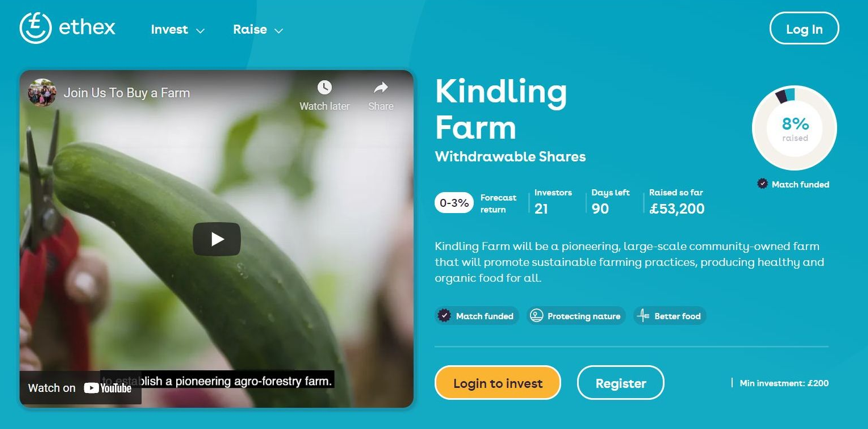 ethex
Invest
Raise
Log In
Join Us To Buy a Farm
Watch later
Share
to establish a pioneering agro-forestry farm.
Watch on YouTube
Kindling
Farm
Withdrawable Shares
8%
raised
Match funded
0-3%
Forecast
return
Investors
21
Days left
90
Raised so far
£53,200
Kindling Farm will be a pioneering, large-scale community-owned farm
that will promote sustainable farming practices, producing healthy and
organic food for all.
Match funded
Protecting nature
Better food
Login to invest
Register
Min investment: £200